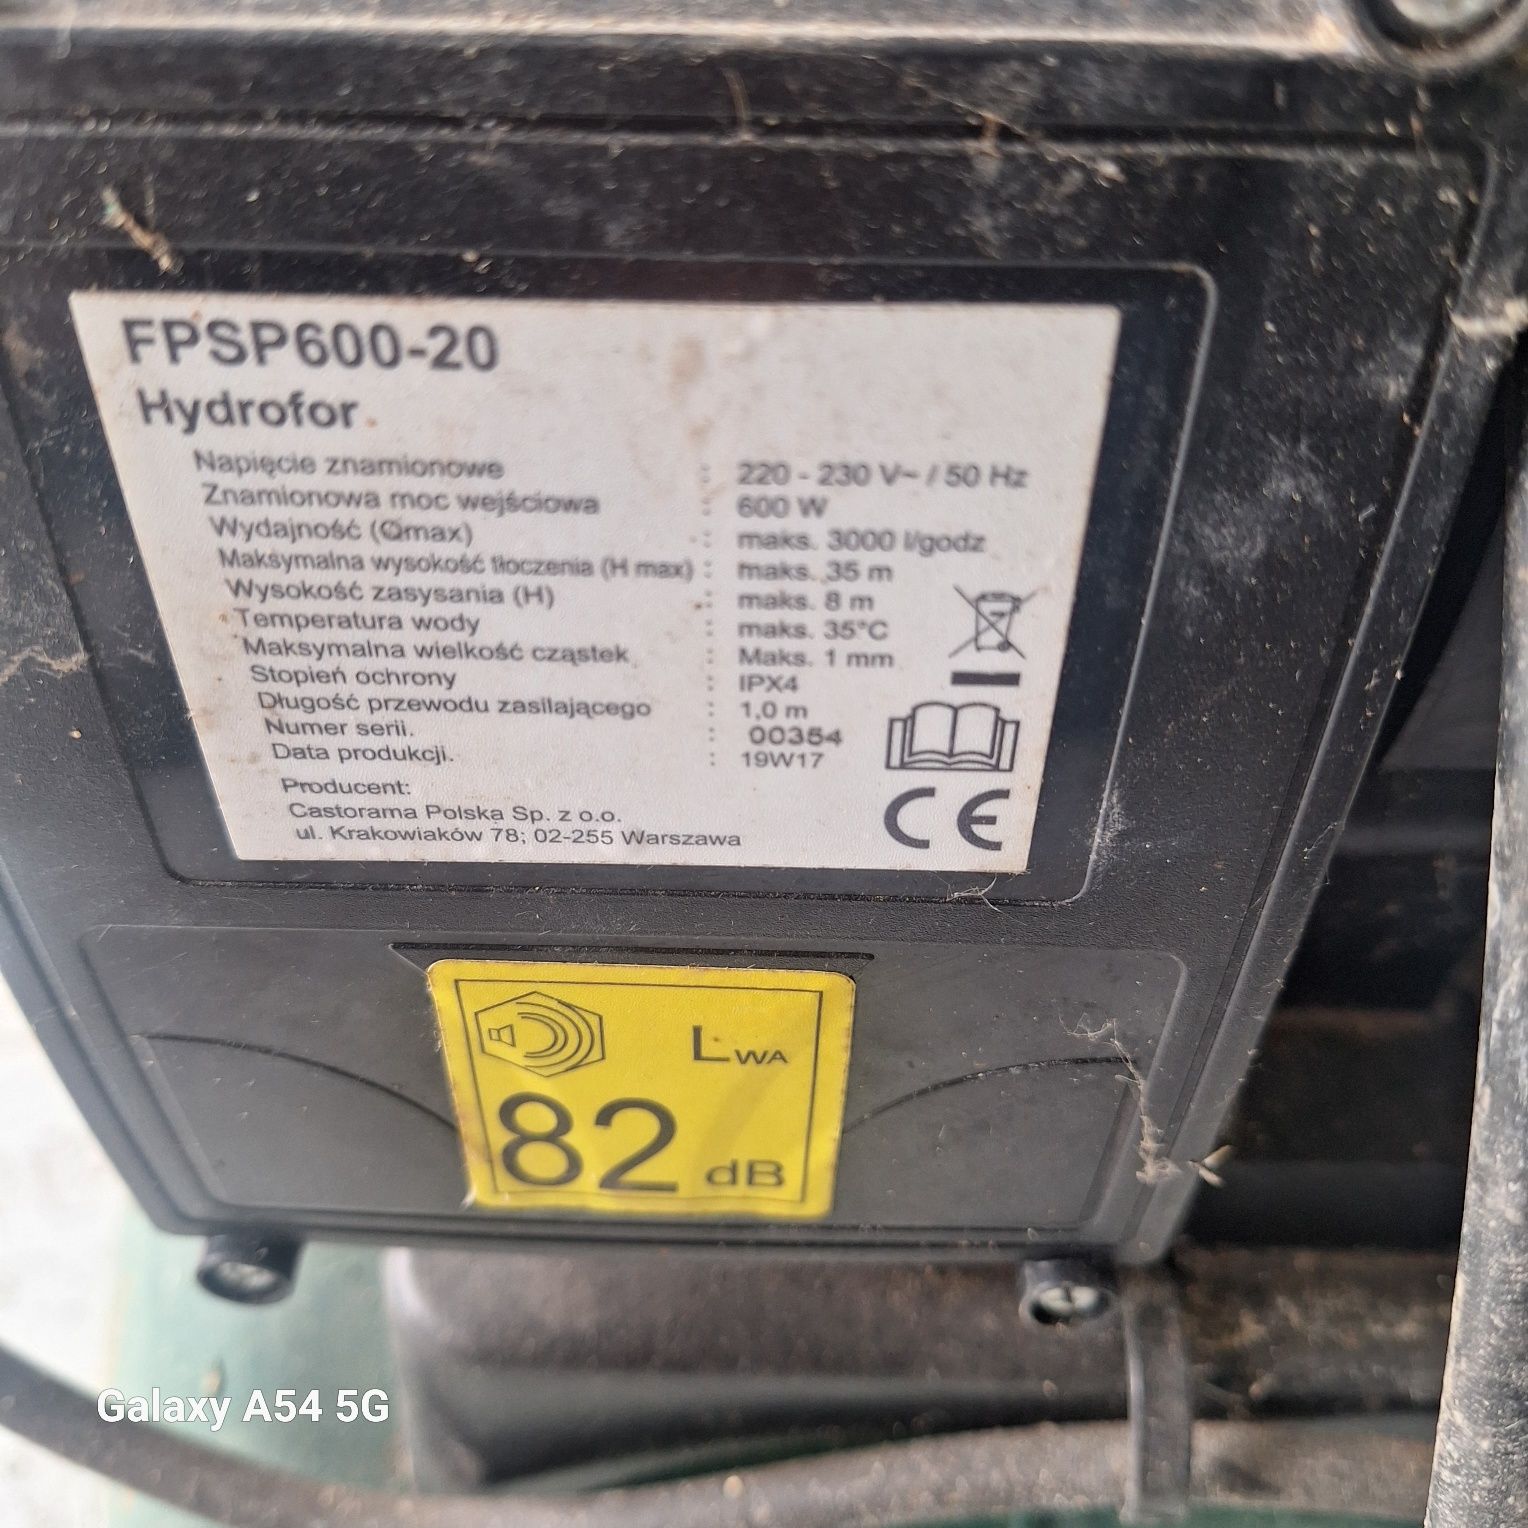 FPSP600-20
Hydrofor
Napięcie znamionowe : 220 - 230 V~ / 50 Hz
Znamionowa moc wejściowa : 600 W
Wydajność (Qmax) : maks. 3000 l/godz
Maksymalna wysokość tłoczenia (H max) : maks. 35 m
Wysokość zasysania (H) : maks. 8 m
Temperatura wody : maks. 35°C
Maksymalna wielkość cząstek : Maks. 1 mm
Stopień ochrony : IPX4
Długość przewodu zasilającego : 1,0 m
Numer serii. : 00354
Data produkcji. : 19W17
Producent:
Castorama Polska Sp. z o.o.
ul. Krakowiaków 78; 02-255 Warszawa
CE
LWA
82 dB
Galaxy A54 5G